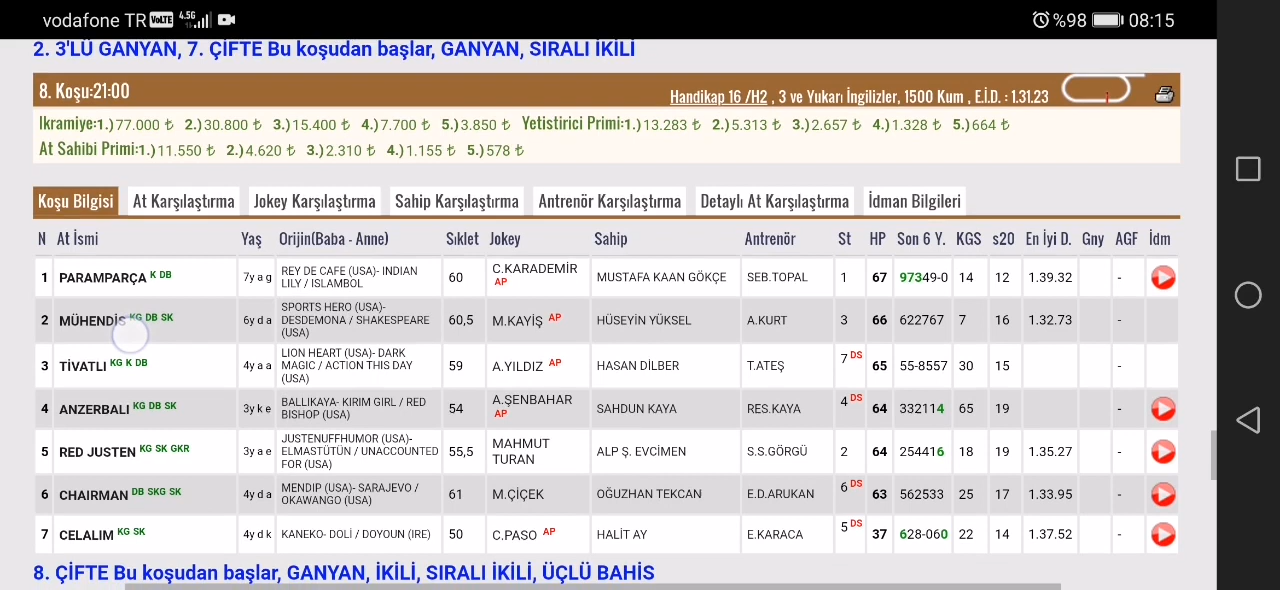 vodafone TR VoLTE 4.5G %98 08:15
2. 3'LÜ GANYAN, 7. ÇİFTE Bu koşudan başlar, GANYAN, SIRALI İKİLİ
8. Koşu:21:00 Handikap 16 /H2 , 3 ve Yukarı İngilizler, 1500 Kum , E.İ.D. : 1.31.23
Ikramiye:1.)77.000 ₺ 2.)30.800 ₺ 3.)15.400 ₺ 4.)7.700 ₺ 5.)3.850 ₺ Yetistirici Primi:1.)13.283 ₺ 2.)5.313 ₺ 3.)2.657 ₺ 4.)1.328 ₺ 5.)664 ₺
At Sahibi Primi:1.)11.550 ₺ 2.)4.620 ₺ 3.)2.310 ₺ 4.)1.155 ₺ 5.)578 ₺
Koşu Bilgisi At Karşılaştırma Jokey Karşılaştırma Sahip Karşılaştırma Antrenör Karşılaştırma Detaylı At Karşılaştırma İdman Bilgileri
N At İsmi Yaş Orijin(Baba - Anne) Sıklet Jokey Sahip Antrenör St HP Son 6 Y. KGS s20 En İyi D. Gny AGF İdm
1 PARAMPARÇA K DB 7y a g REY DE CAFE (USA)- INDIAN LILY / ISLAMBOL 60 C.KARADEMİR AP MUSTAFA KAAN GÖKÇE SEB.TOPAL 1 67 97349-0 14 12 1.39.32 -
2 MÜHENDİS KG DB SK 6y d a SPORTS HERO (USA)- DESDEMONA / SHAKESPEARE (USA) 60,5 M.KAYİŞ AP HÜSEYİN YÜKSEL A.KURT 3 66 622767 7 16 1.32.73 -
3 TİVATLI KG K DB 4y a a LION HEART (USA)- DARK MAGIC / ACTION THIS DAY (USA) 59 A.YILDIZ AP HASAN DİLBER T.ATEŞ 7 DS 65 55-8557 30 15 -
4 ANZERBALI KG DB SK 3y k e BALLIKAYA- KIRIM GIRL / RED BISHOP (USA) 54 A.ŞENBAHAR AP SAHDUN KAYA RES.KAYA 4 DS 64 332114 65 19 -
5 RED JUSTEN KG SK GKR 3y a e JUSTENUFFHUMOR (USA)- ELMASTÜTÜN / UNACCOUNTED FOR (USA) 55,5 MAHMUT TURAN ALP Ş. EVCİMEN S.S.GÖRGÜ 2 64 254416 18 19 1.35.27 -
6 CHAIRMAN DB SKG SK 4y d a MENDIP (USA)- SARAJEVO / OKAWANGO (USA) 61 M.ÇİÇEK OĞUZHAN TEKCAN E.D.ARUKAN 6 DS 63 562533 25 17 1.33.95 -
7 CELALIM KG SK 4y d k KANEKO- DOLİ / DOYOUN (IRE) 50 C.PASO AP HALİT AY E.KARACA 5 DS 37 628-060 22 14 1.37.52 -
8. ÇİFTE Bu koşudan başlar, GANYAN, İKİLİ, SIRALI İKİLİ, ÜÇLÜ BAHİS